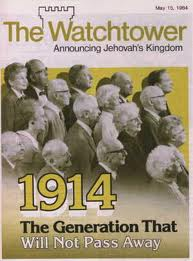 May 15, 1984
The Watchtower
Announcing Jehovah's Kingdom
1914
The Generation That
Will Not Pass Away